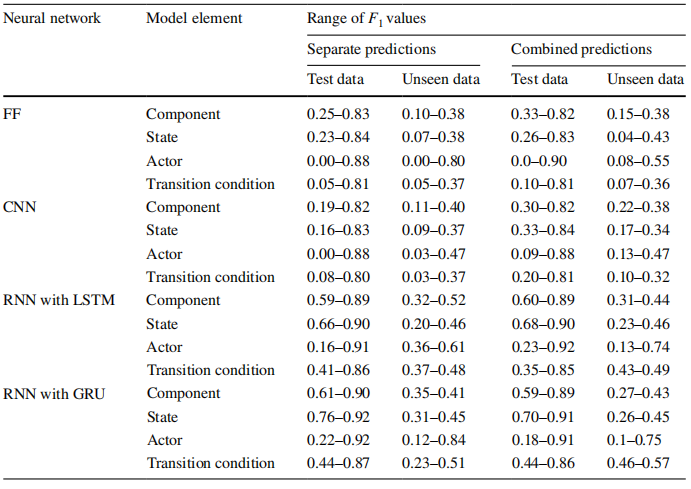 Neural network Model element Range of F1 values
Separate predictions Combined predictions
Test data Unseen data Test data Unseen data
FF Component 0.25–0.83 0.10–0.38 0.33–0.82 0.15–0.38
State 0.23–0.84 0.07–0.38 0.26–0.83 0.04–0.43
Actor 0.00–0.88 0.00–0.80 0.0–0.90 0.08–0.55
Transition condition 0.05–0.81 0.05–0.37 0.10–0.81 0.07–0.36
CNN Component 0.19–0.82 0.11–0.40 0.30–0.82 0.22–0.38
State 0.16–0.83 0.09–0.37 0.33–0.84 0.17–0.34
Actor 0.00–0.88 0.03–0.47 0.09–0.88 0.13–0.47
Transition condition 0.08–0.80 0.03–0.37 0.20–0.81 0.10–0.32
RNN with LSTM Component 0.59–0.89 0.32–0.52 0.60–0.89 0.31–0.44
State 0.66–0.90 0.20–0.46 0.68–0.90 0.23–0.46
Actor 0.16–0.91 0.36–0.61 0.23–0.92 0.13–0.74
Transition condition 0.41–0.86 0.37–0.48 0.35–0.85 0.43–0.49
RNN with GRU Component 0.61–0.90 0.35–0.41 0.59–0.89 0.27–0.43
State 0.76–0.92 0.31–0.45 0.70–0.91 0.26–0.45
Actor 0.22–0.92 0.12–0.84 0.18–0.91 0.1–0.75
Transition condition 0.44–0.87 0.23–0.51 0.44–0.86 0.46–0.57